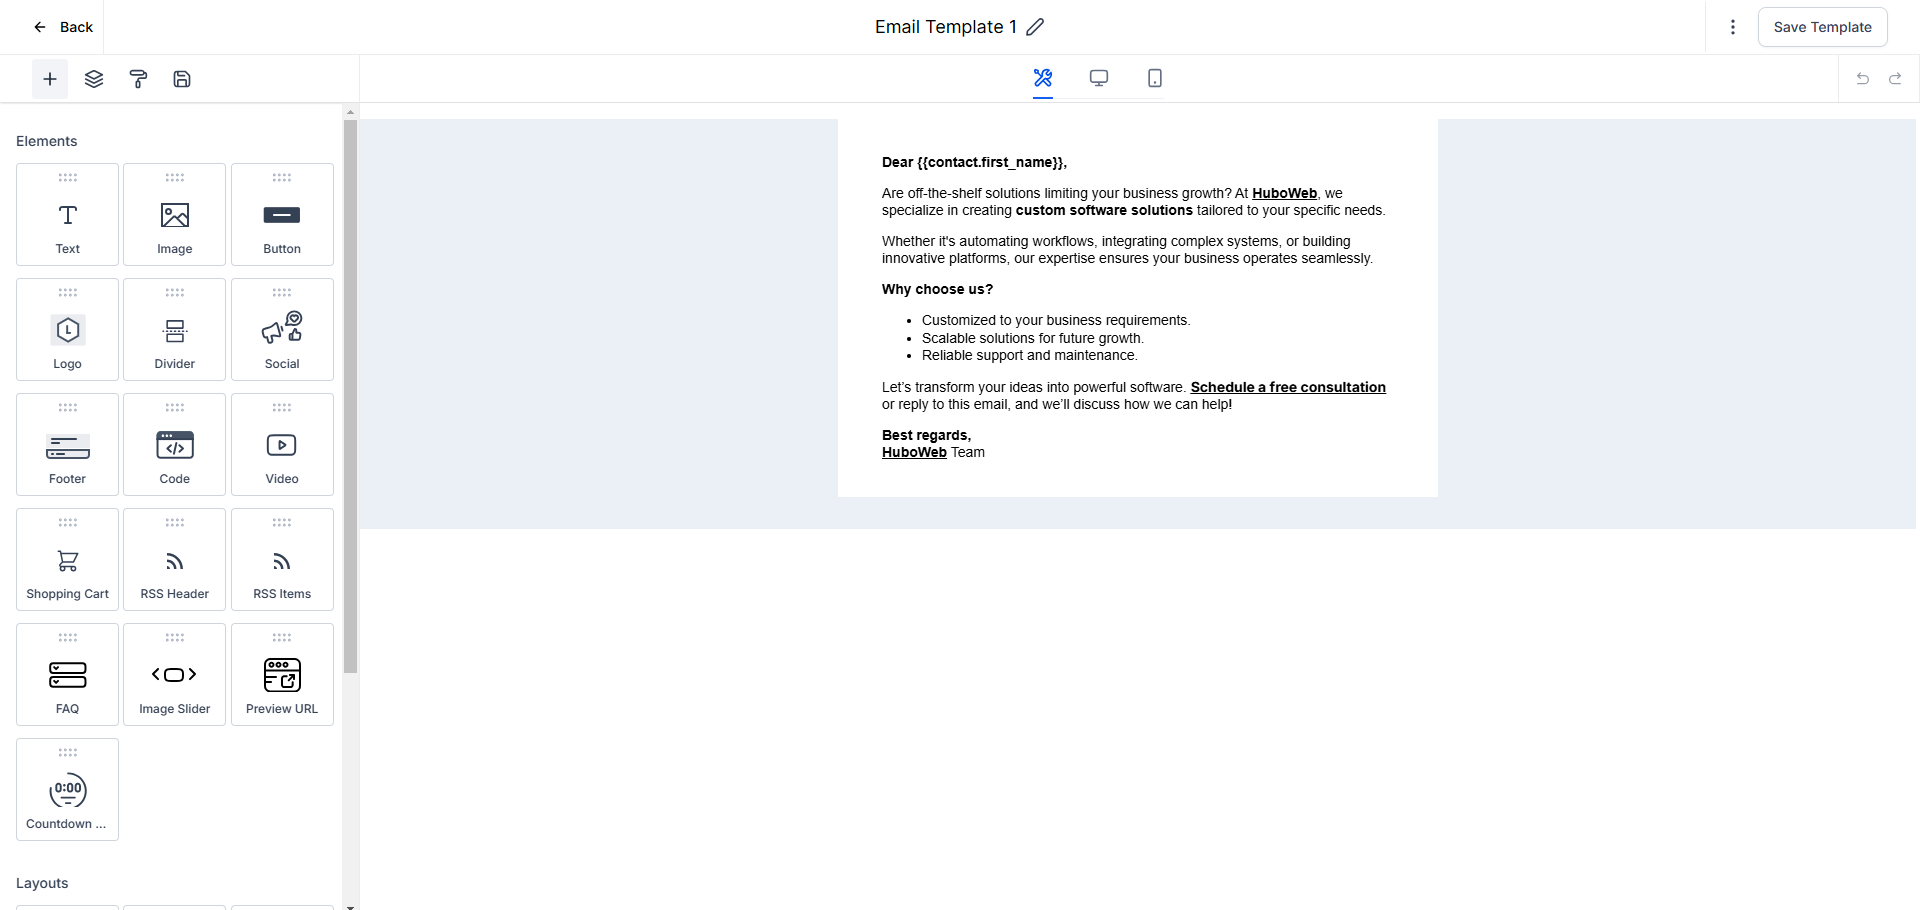 Back
Email Template 1
Save Template
Elements
Text
Image
Button
L
Logo
Divider
Social
Footer
</>
Code
Video
Shopping Cart
RSS Header
RSS Items
FAQ
Image Slider
Preview URL
0:00
Countdown ...
Layouts
Dear {{contact.first_name}},
Are off-the-shelf solutions limiting your business growth? At HuboWeb, we
specialize in creating custom software solutions tailored to your specific needs.
Whether it's automating workflows, integrating complex systems, or building
innovative platforms, our expertise ensures your business operates seamlessly.
Why choose us?
• Customized to your business requirements.
• Scalable solutions for future growth.
• Reliable support and maintenance.
Let’s transform your ideas into powerful software. Schedule a free consultation
or reply to this email, and we’ll discuss how we can help!
Best regards,
HuboWeb Team